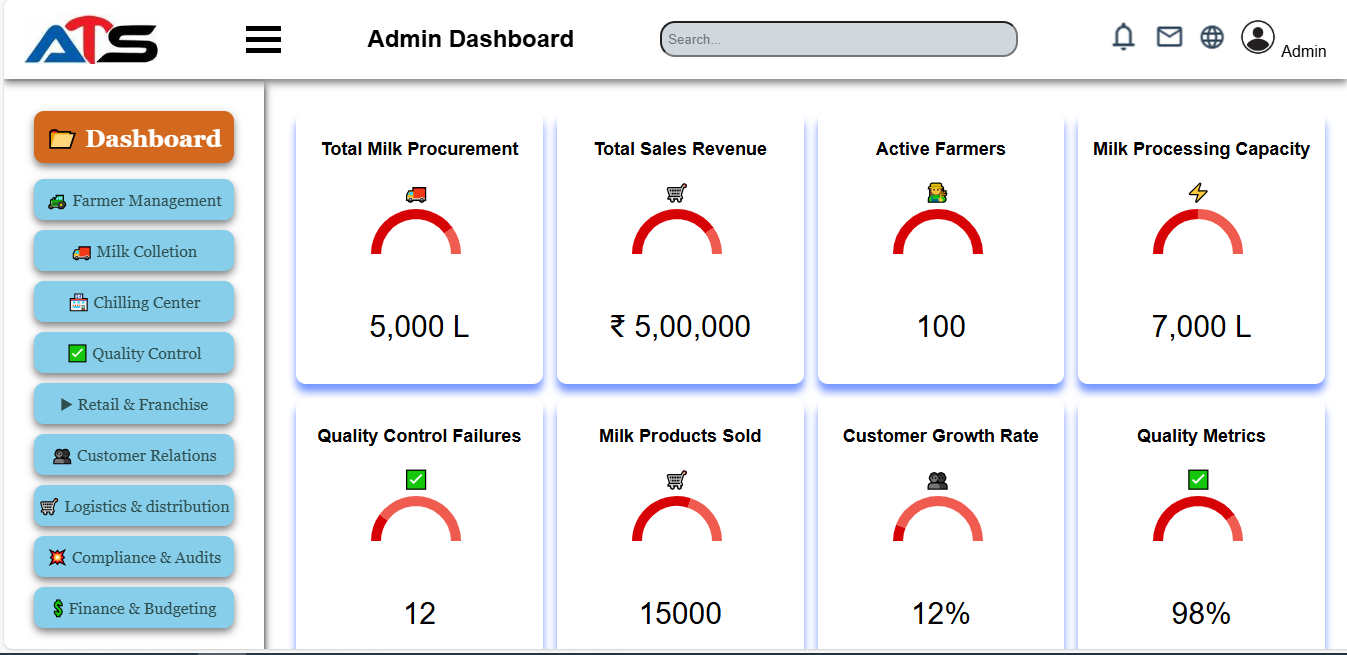 ATS
Admin Dashboard
Search...
Admin
Dashboard
Farmer Management
Milk Colletion
Chilling Center
Quality Control
Retail & Franchise
Customer Relations
Logistics & distribution
Compliance & Audits
Finance & Budgeting
Total Milk Procurement
5,000 L
Total Sales Revenue
₹ 5,00,000
Active Farmers
100
Milk Processing Capacity
7,000 L
Quality Control Failures
12
Milk Products Sold
15000
Customer Growth Rate
12%
Quality Metrics
98%